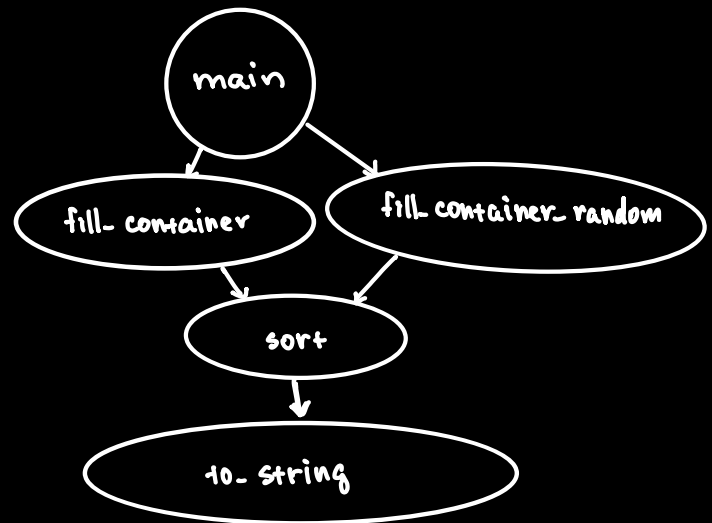 main
fill_container
fill_container_random
sort
to_string